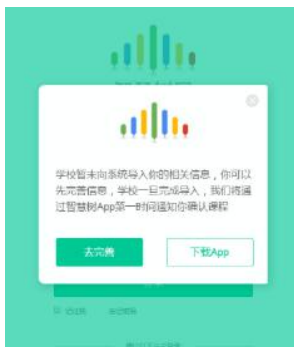 学校暂未向系统导入你的相关信息，你可以
先完善信息，学校一旦完成导入，我们将通
过智慧树App第一时间通知你确认课程
去完善
下载App